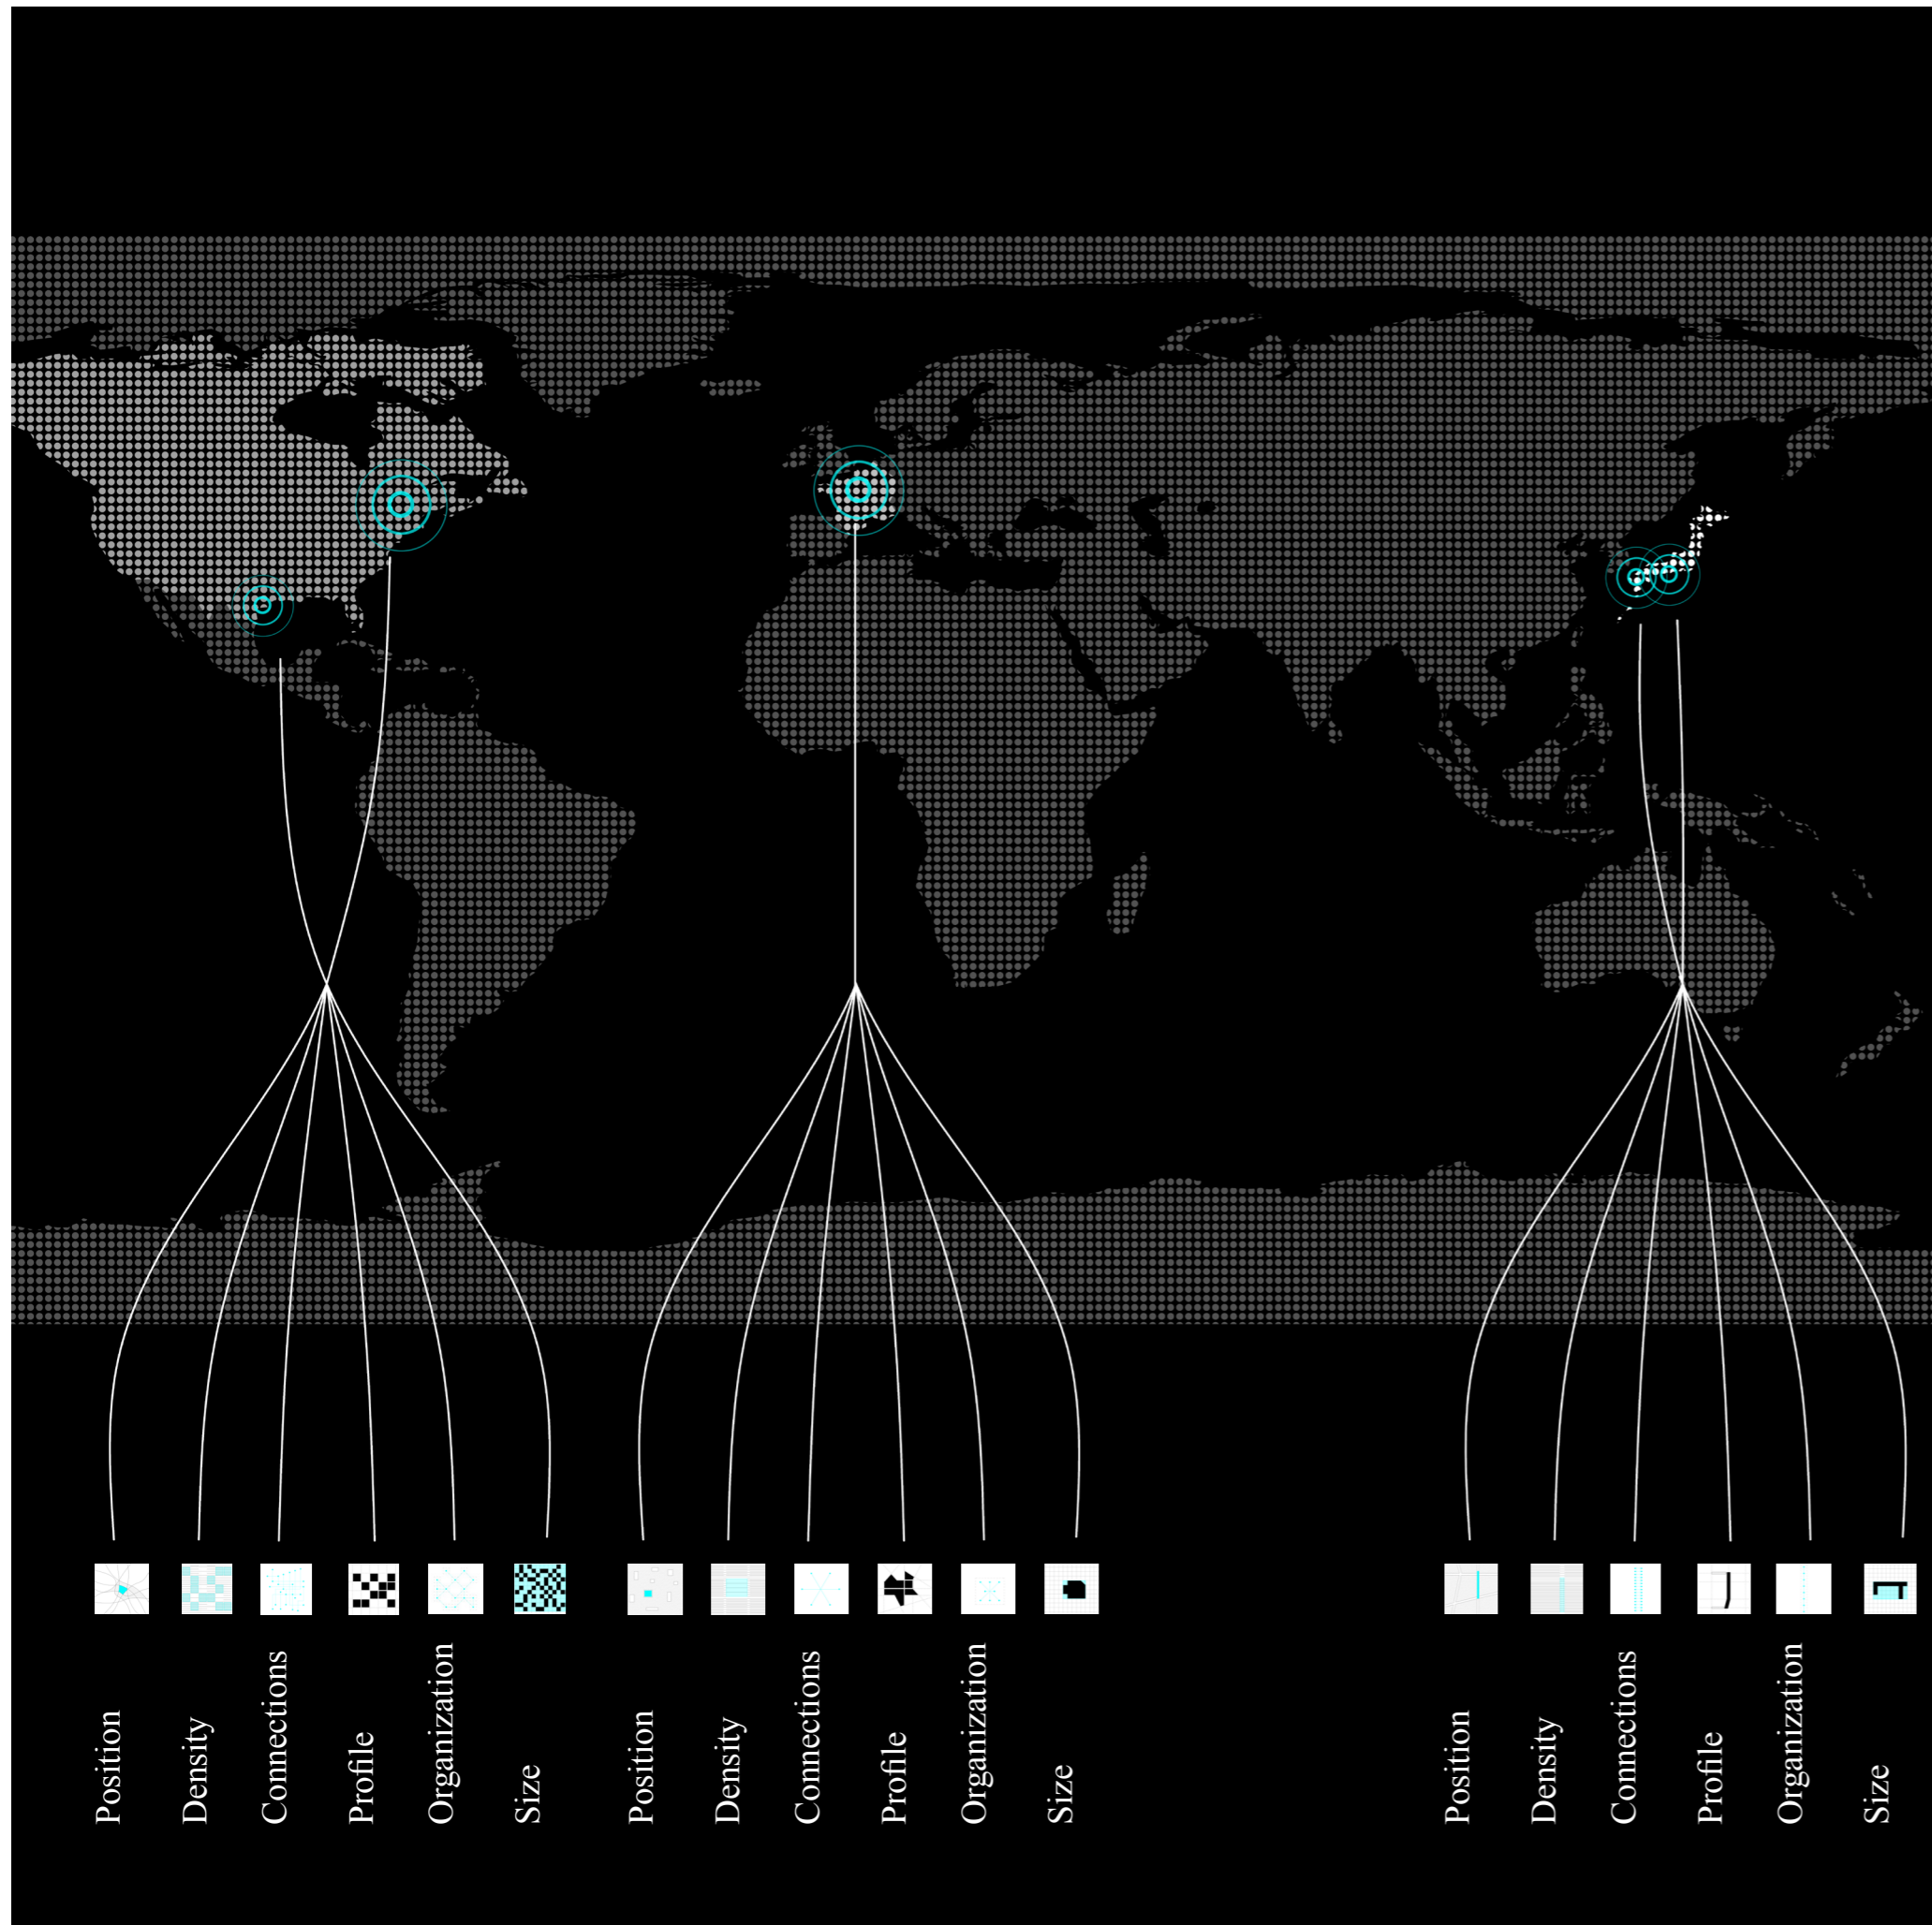 Position
Density
Connections
Profile
Organization
Size
Position
Density
Connections
Profile
Organization
Size
Position
Density
Connections
Profile
Organization
Size